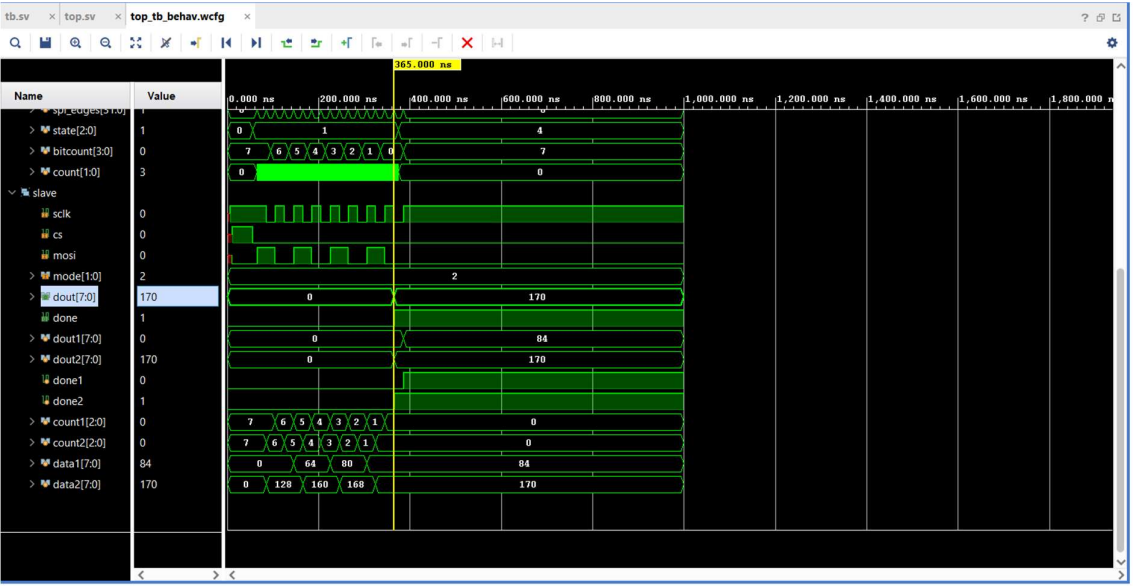 tb.sv × top.sv × top_tb_behav.wcfg ×
365.000 ns
Name Value
0.000 ns 200.000 ns 400.000 ns 600.000 ns 800.000 ns 1,000.000 ns 1,200.000 ns 1,400.000 ns 1,600.000 ns 1,800.000 n
spi_edges[31:0] 1 0 0
state[2:0] 1 0 1 4
bitcount[3:0] 0 7 6 5 4 3 2 1 0 7
count[1:0] 3 0 0
slave
sclk 0
cs 0
mosi 0
mode[1:0] 2 2
dout[7:0] 170 0 170
done 1
dout1[7:0] 0 0 84
dout2[7:0] 170 0 170
done1 0
done2 1
count1[2:0] 0 7 6 5 4 3 2 1 0
count2[2:0] 0 7 6 5 4 3 2 1 0
data1[7:0] 84 0 64 80 84
data2[7:0] 170 0 128 160 168 170